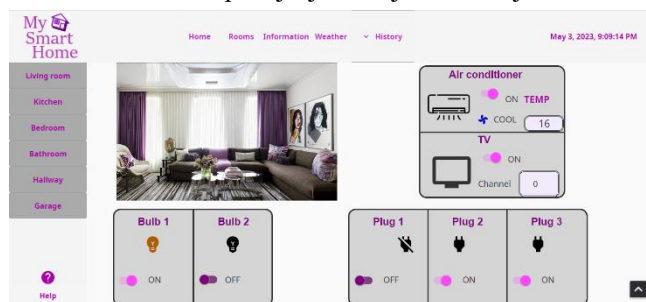 My
Smart
Home
Home Rooms Information Weather History
May 3, 2023, 9:09:14 PM
Living room
Kitchen
Bedroom
Bathroom
Hallway
Garage
Help
Air conditioner
ON TEMP
COOL 16
TV
ON
Channel 0
Bulb 1 Bulb 2
ON OFF
Plug 1 Plug 2 Plug 3
OFF ON ON